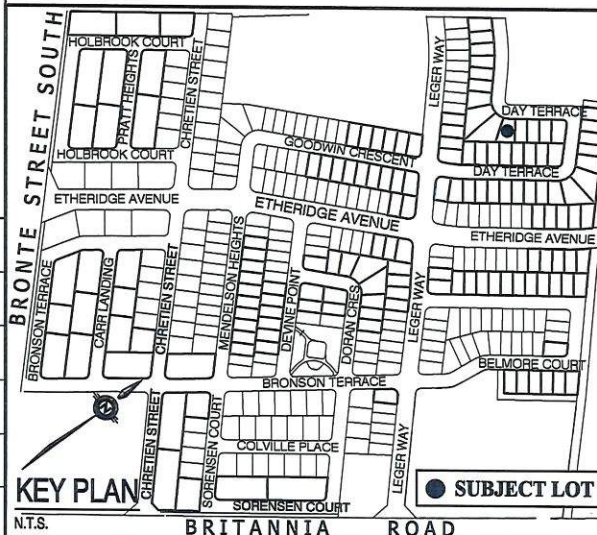 BRONTE STREET SOUTH
HOLBROOK COURT
PRATT HEIGHTS
CHRETIEN STREET
LEGER WAY
DAY TERRACE
HOLBROOK COURT
GOODWIN CRESCENT
DAY TERRACE
ETHERIDGE AVENUE
ETHERIDGE AVENUE
ETHERIDGE AVENUE
BRONSON TERRACE
CARR LANDING
CHRETIEN STREET
MENDELSON HEIGHTS
DEVINE POINT
DORAN CRES
LEGER WAY
BELMORE COURT
BRONSON TERRACE
N
CHRETIEN STREET
SORENSEN COURT
COLVILLE PLACE
LEGER WAY
KEY PLAN
SUBJECT LOT
SORENSEN COURT
N.T.S.
BRITANNIA ROAD